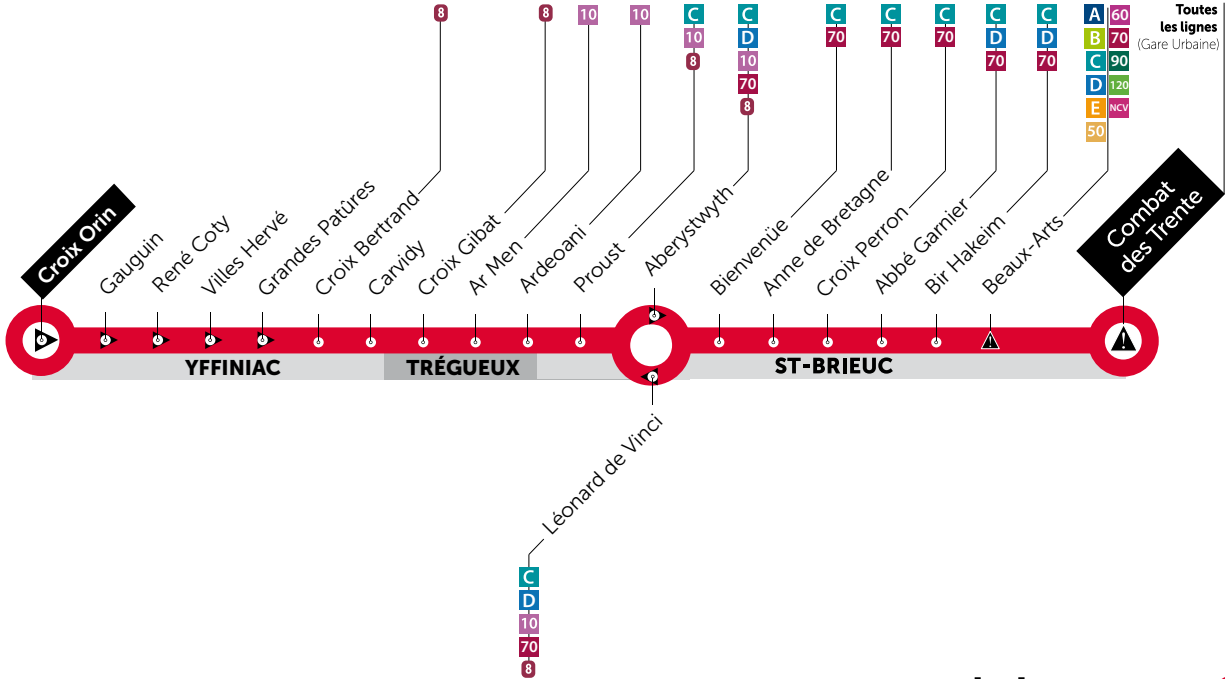 8
8
10
10
C
10
8
C
D
10
70
8
C
70
C
70
C
70
C
D
70
C
D
70
A
60
B
70
C
90
D
120
E
NCV
50
Toutes
les lignes
(Gare Urbaine)
Croix Orin
Gauguin
René Coty
Villes Hervé
Grandes Patûres
Croix Bertrand
Carvidy
Croix Gibat
Ar Men
Ardeoani
Proust
Aberystwyth
Bienvenüe
Anne de Bretagne
Croix Perron
Abbé Garnier
Bir Hakeim
Beaux-Arts
Combat
des Trente
YFFINIAC
TRÉGUEUX
ST-BRIEUC
Léonard de Vinci
C
D
10
70
8